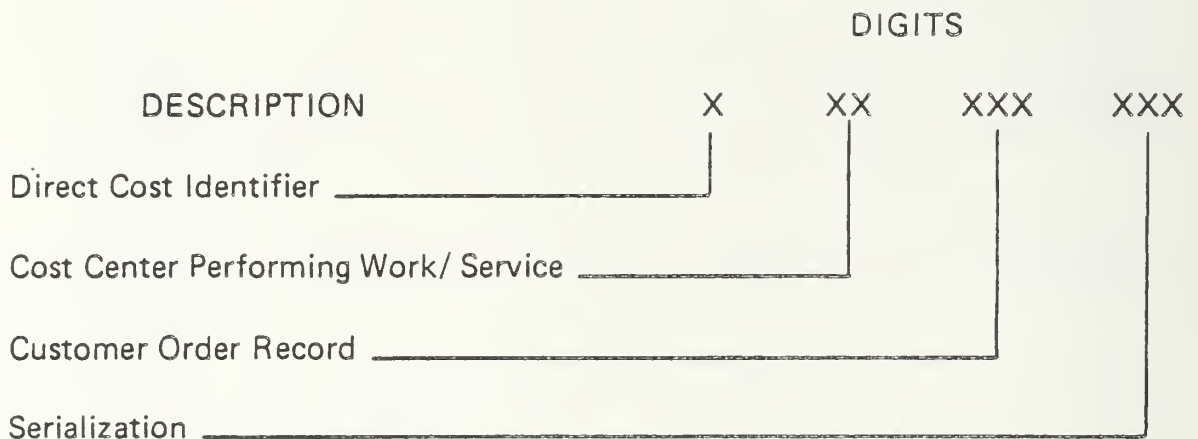 DIGITS
DESCRIPTION X XX XXX XXX
Direct Cost Identifier
Cost Center Performing Work/ Service
Customer Order Record
Serialization